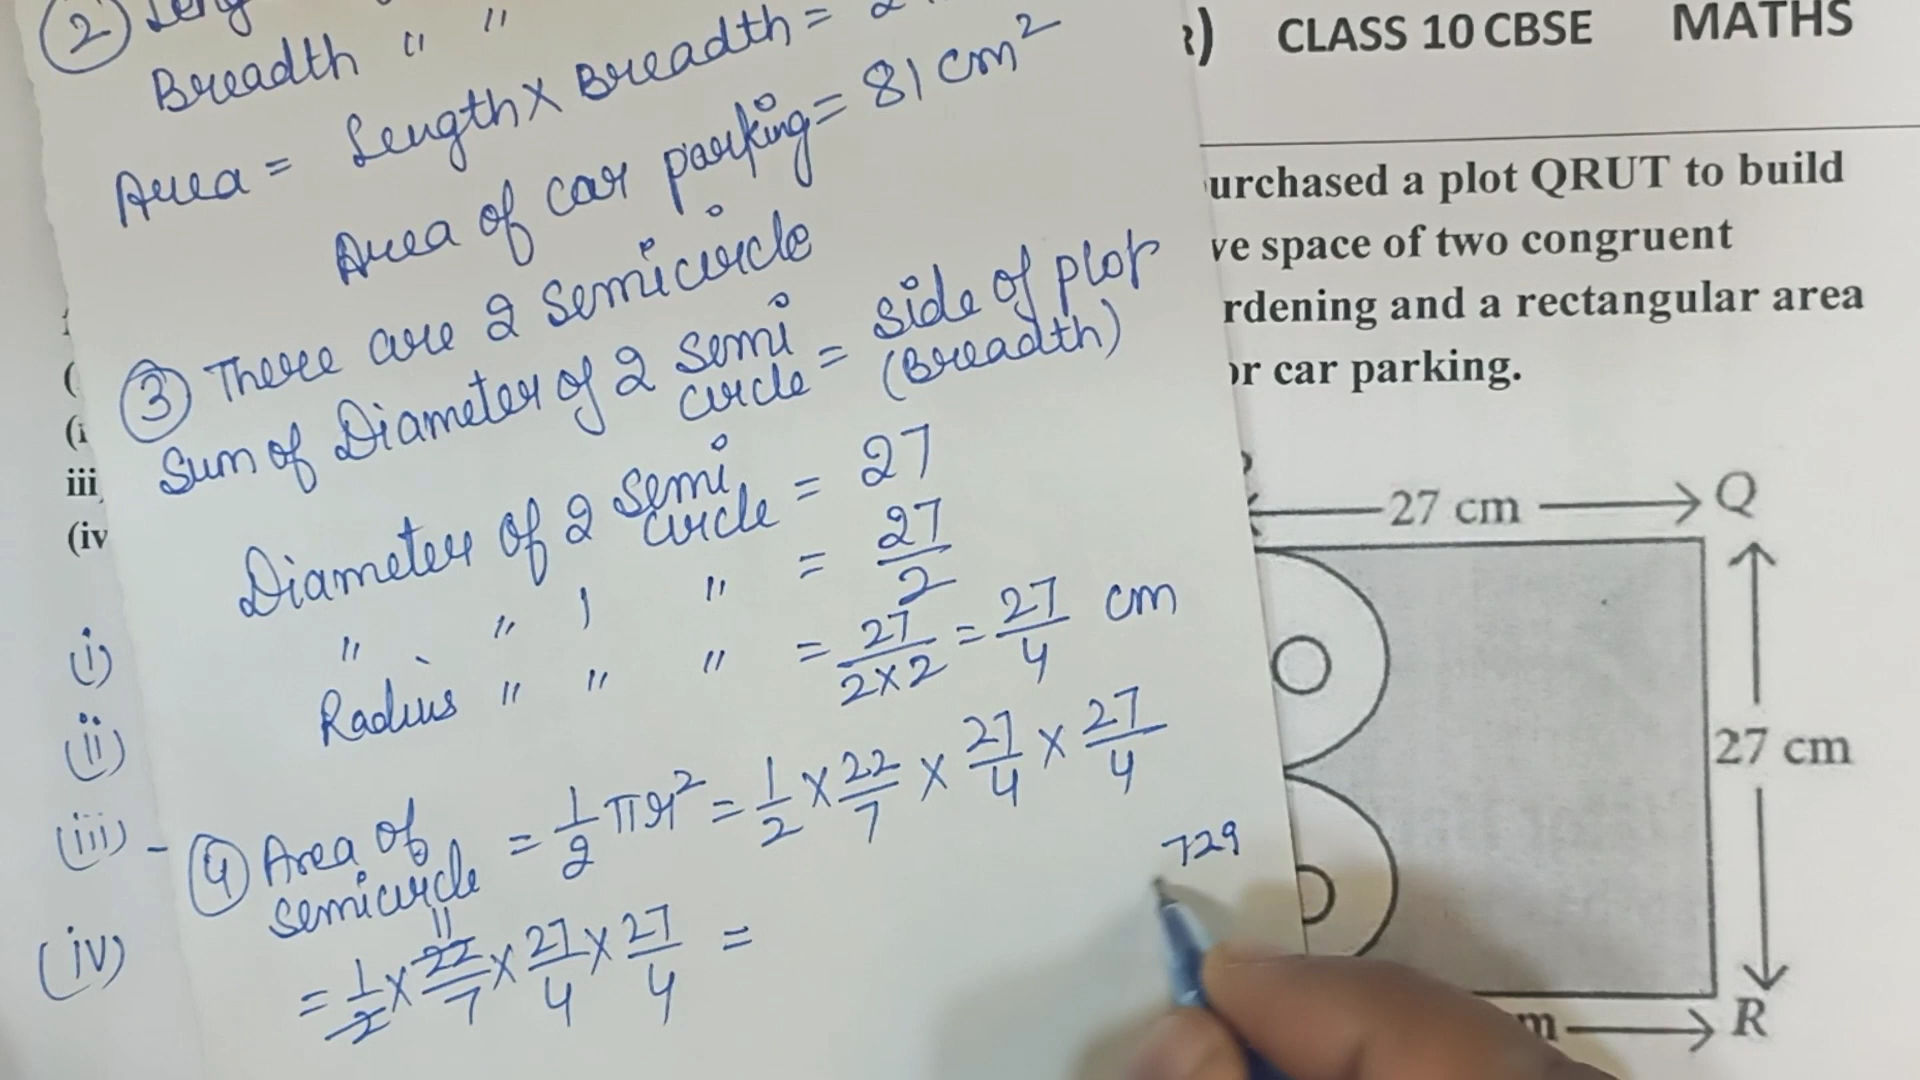 ②
Breadth " "
Area = Length × Breadth =
Area of car parking = 81 cm²
③ There are 2 semicircle
Sum of Diameter of 2 semi circle = side of plot (Breadth)
Diameter of 2 semi circle = 27
" " 1 " = 27/2
Radius " " " = 27/2×2 = 27/4 cm
④ Area of semicircle = 1/2 πr² = 1/2 × 22/7 × 27/4 × 27/4
729
= 1/2 × 22/7 × 27/4 × 27/4 =
11
(i
iii
(iv
(i)
(ii)
(iii) -
(iv)
) CLASS 10 CBSE MATHS
urchased a plot QRUT to build
ve space of two congruent
rdening and a rectangular area
or car parking.
27 cm Q
27 cm
m R